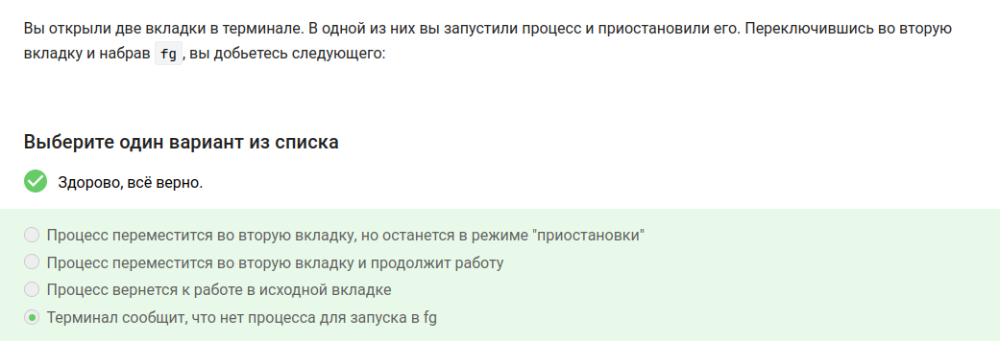 Вы открыли две вкладки в терминале. В одной из них вы запустили процесс и приостановили его. Переключившись во вторую
вкладку и набрав fg, вы добьетесь следующего:
Выберите один вариант из списка
Здорово, всё верно.
Процесс переместится во вторую вкладку, но останется в режиме "приостановки"
Процесс переместится во вторую вкладку и продолжит работу
Процесс вернется к работе в исходной вкладке
Терминал сообщит, что нет процесса для запуска в fg